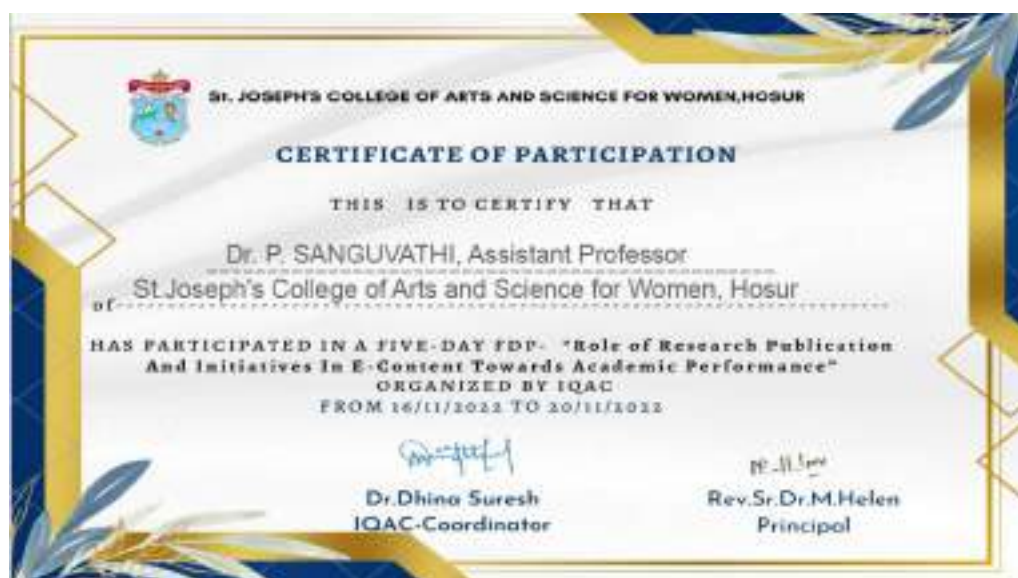 St. JOSEPH'S COLLEGE OF ARTS AND SCIENCE FOR WOMEN,HOSUR
CERTIFICATE OF PARTICIPATION
THIS IS TO CERTIFY THAT
Dr. P. SANGUVATHI, Assistant Professor
of St.Joseph's College of Arts and Science for Women, Hosur
HAS PARTICIPATED IN A FIVE-DAY FDP- "Role of Research Publication
And Initiatives In E-Content Towards Academic Performance"
ORGANIZED BY IQAC
FROM 16/11/2022 TO 20/11/2022
Dr.Dhina Suresh
IQAC-Coordinator
Rev.Sr.Dr.M.Helen
Principal